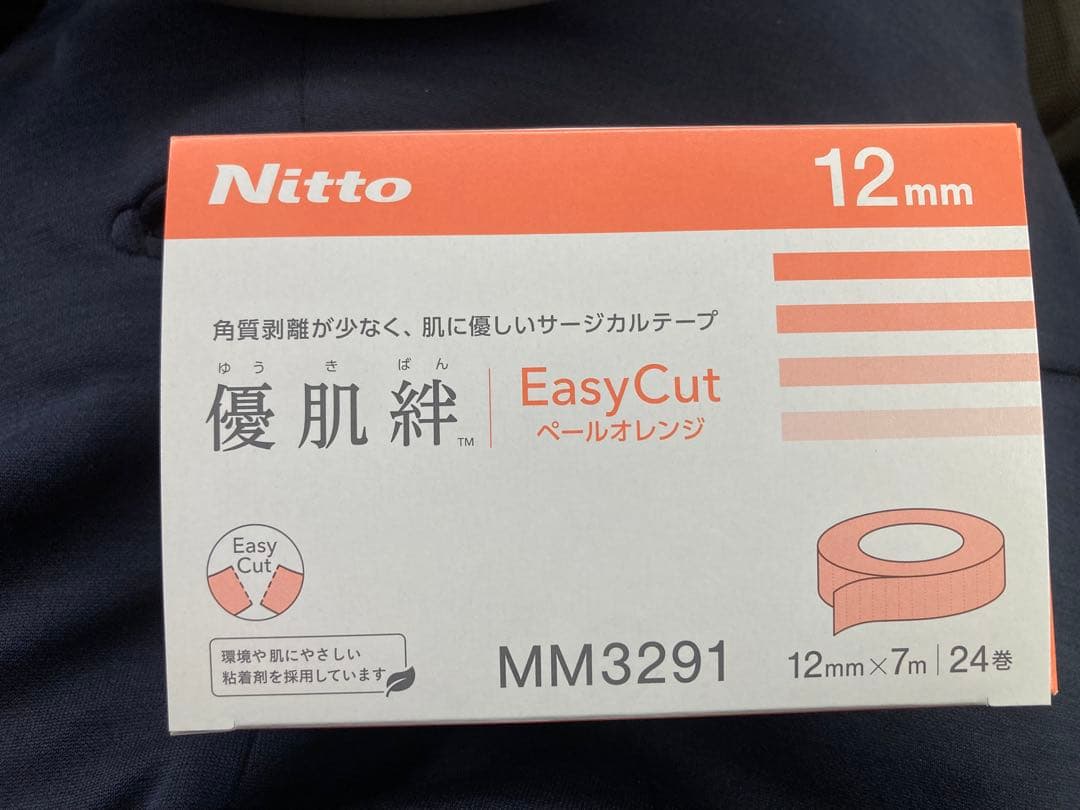 Nitto
12mm
角質剥離が少なく、肌に優しいサージカルテープ
ゆう き ばん
優肌絆™
EasyCut
ペールオレンジ
Easy
Cut
環境や肌にやさしい
粘着剤を採用しています
MM3291
12mm×7m|24巻